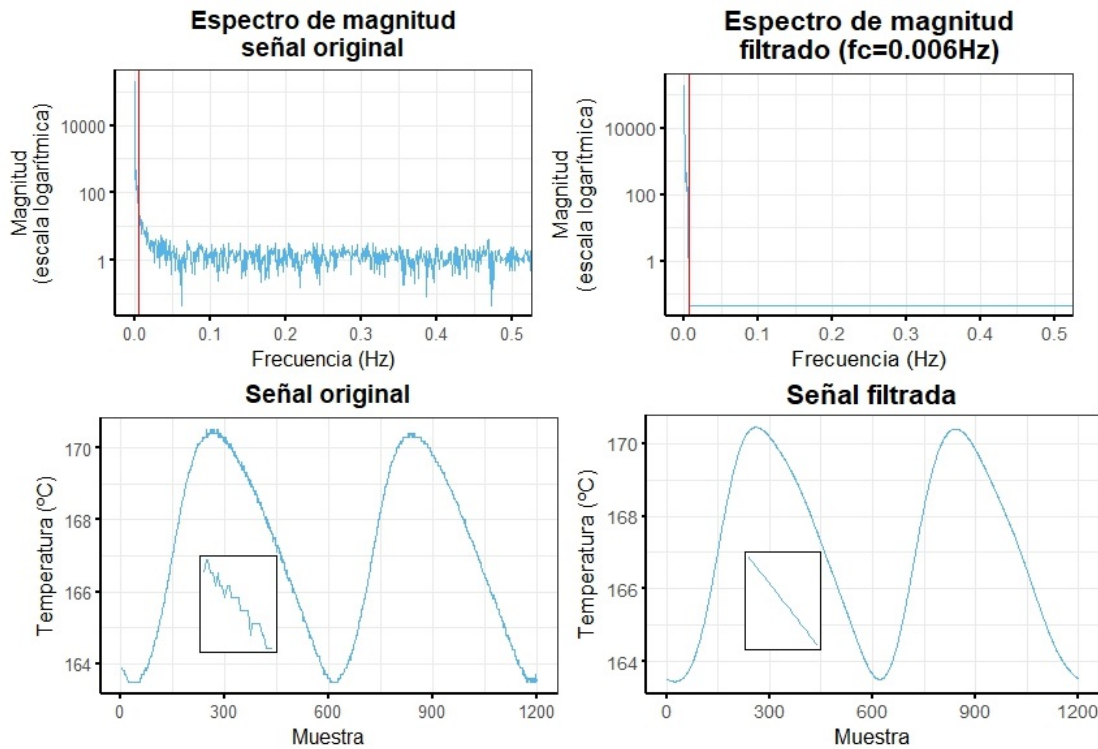 Espectro de magnitud
señal original
Magnitud
(escala logarítmica)
10000
100
1
0.0 0.1 0.2 0.3 0.4 0.5
Frecuencia (Hz)
Espectro de magnitud
filtrado (fc=0.006Hz)
Magnitud
(escala logarítmica)
10000
100
1
0.0 0.1 0.2 0.3 0.4 0.5
Frecuencia (Hz)
Señal original
Temperatura (ºC)
170
168
166
164
0 300 600 900 1200
Muestra
Señal filtrada
Temperatura (ºC)
170
168
166
164
0 300 600 900 1200
Muestra